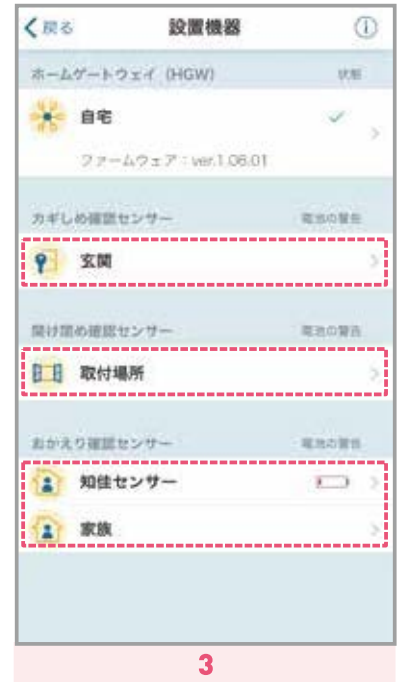 戻る 設置機器
ホームゲートウェイ (HGW) 状態
自宅
ファームウェア：ver.1.06.01
カギしめ確認センサー 電池の警告
玄関
開け閉め確認センサー 電池の警告
取付場所
おかえり確認センサー 電池の警告
知佳センサー
家族
3